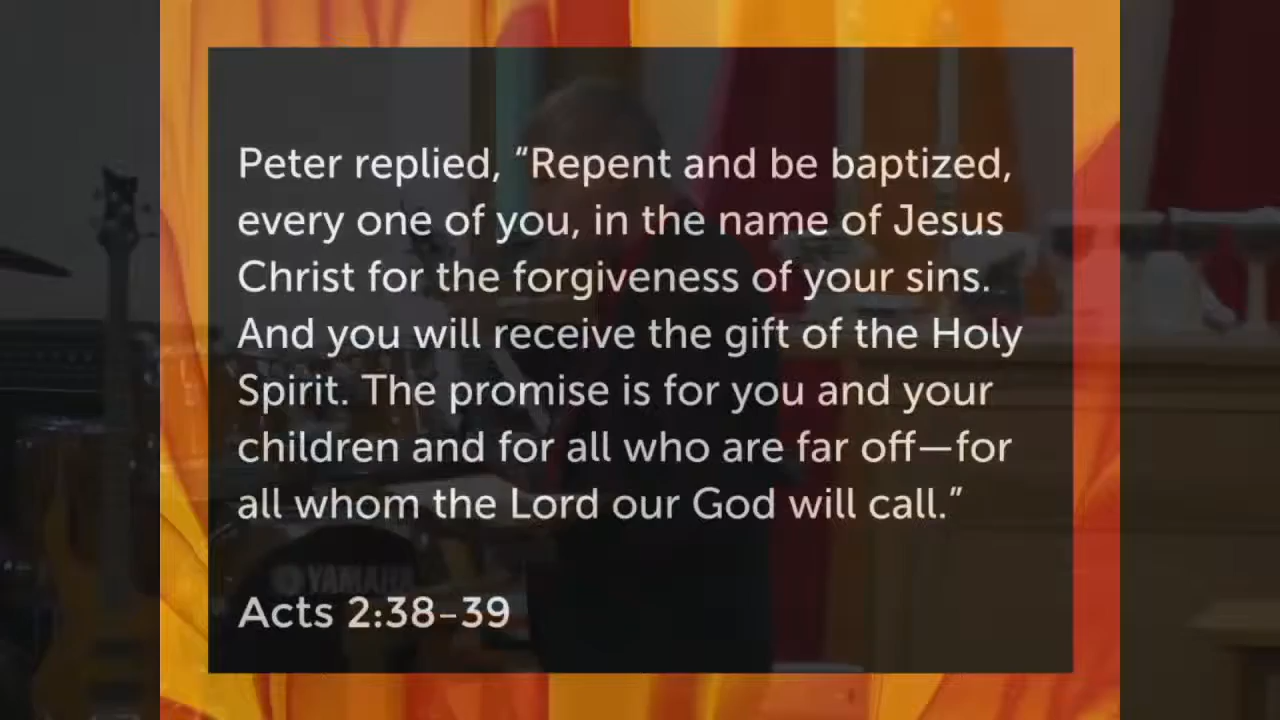 Peter replied, “Repent and be baptized,
every one of you, in the name of Jesus
Christ for the forgiveness of your sins.
And you will receive the gift of the Holy
Spirit. The promise is for you and your
children and for all who are far off—for
all whom the Lord our God will call.”
YAMAHA
Acts 2:38–39